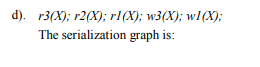 d). r3(X); r2(X); r1(X); w3(X); w1(X);
The serialization graph is: